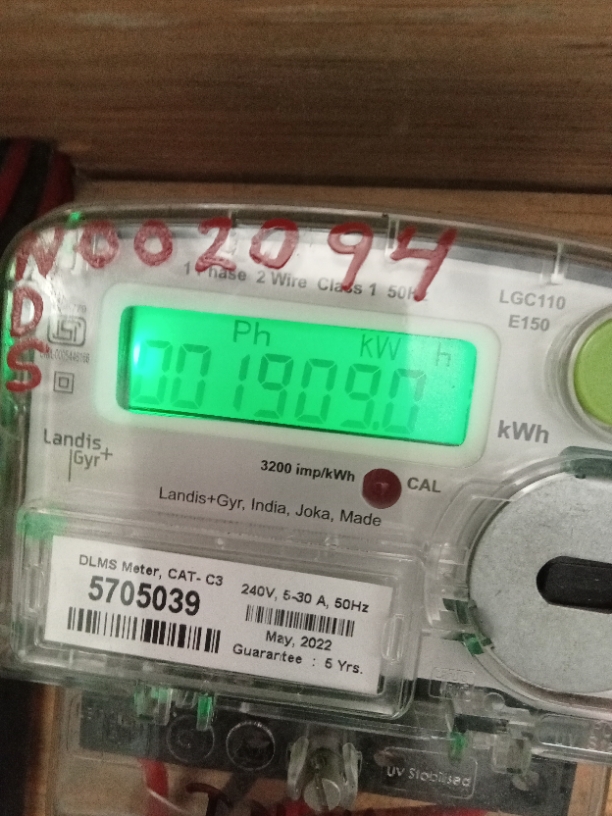 N002094
DS
1 Phase 2 Wire Class 1 50Hz
LGC110
E150
Ph kW h
001909.0
kWh
Landis
Gyr+
3200 imp/kWh
CAL
Landis+Gyr, India, Joka, Made
DLMS Meter, CAT- C3
5705039
240V, 5-30 A, 50Hz
May, 2022
Guarantee : 5 Yrs.
UV Stabilised